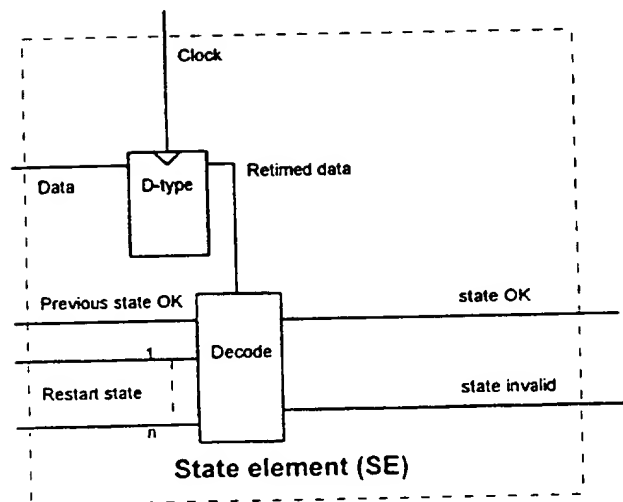 Clock
Data
D-type
Retimed data
Previous state OK
state OK
1
Decode
Restart state
state invalid
n
State element (SE)